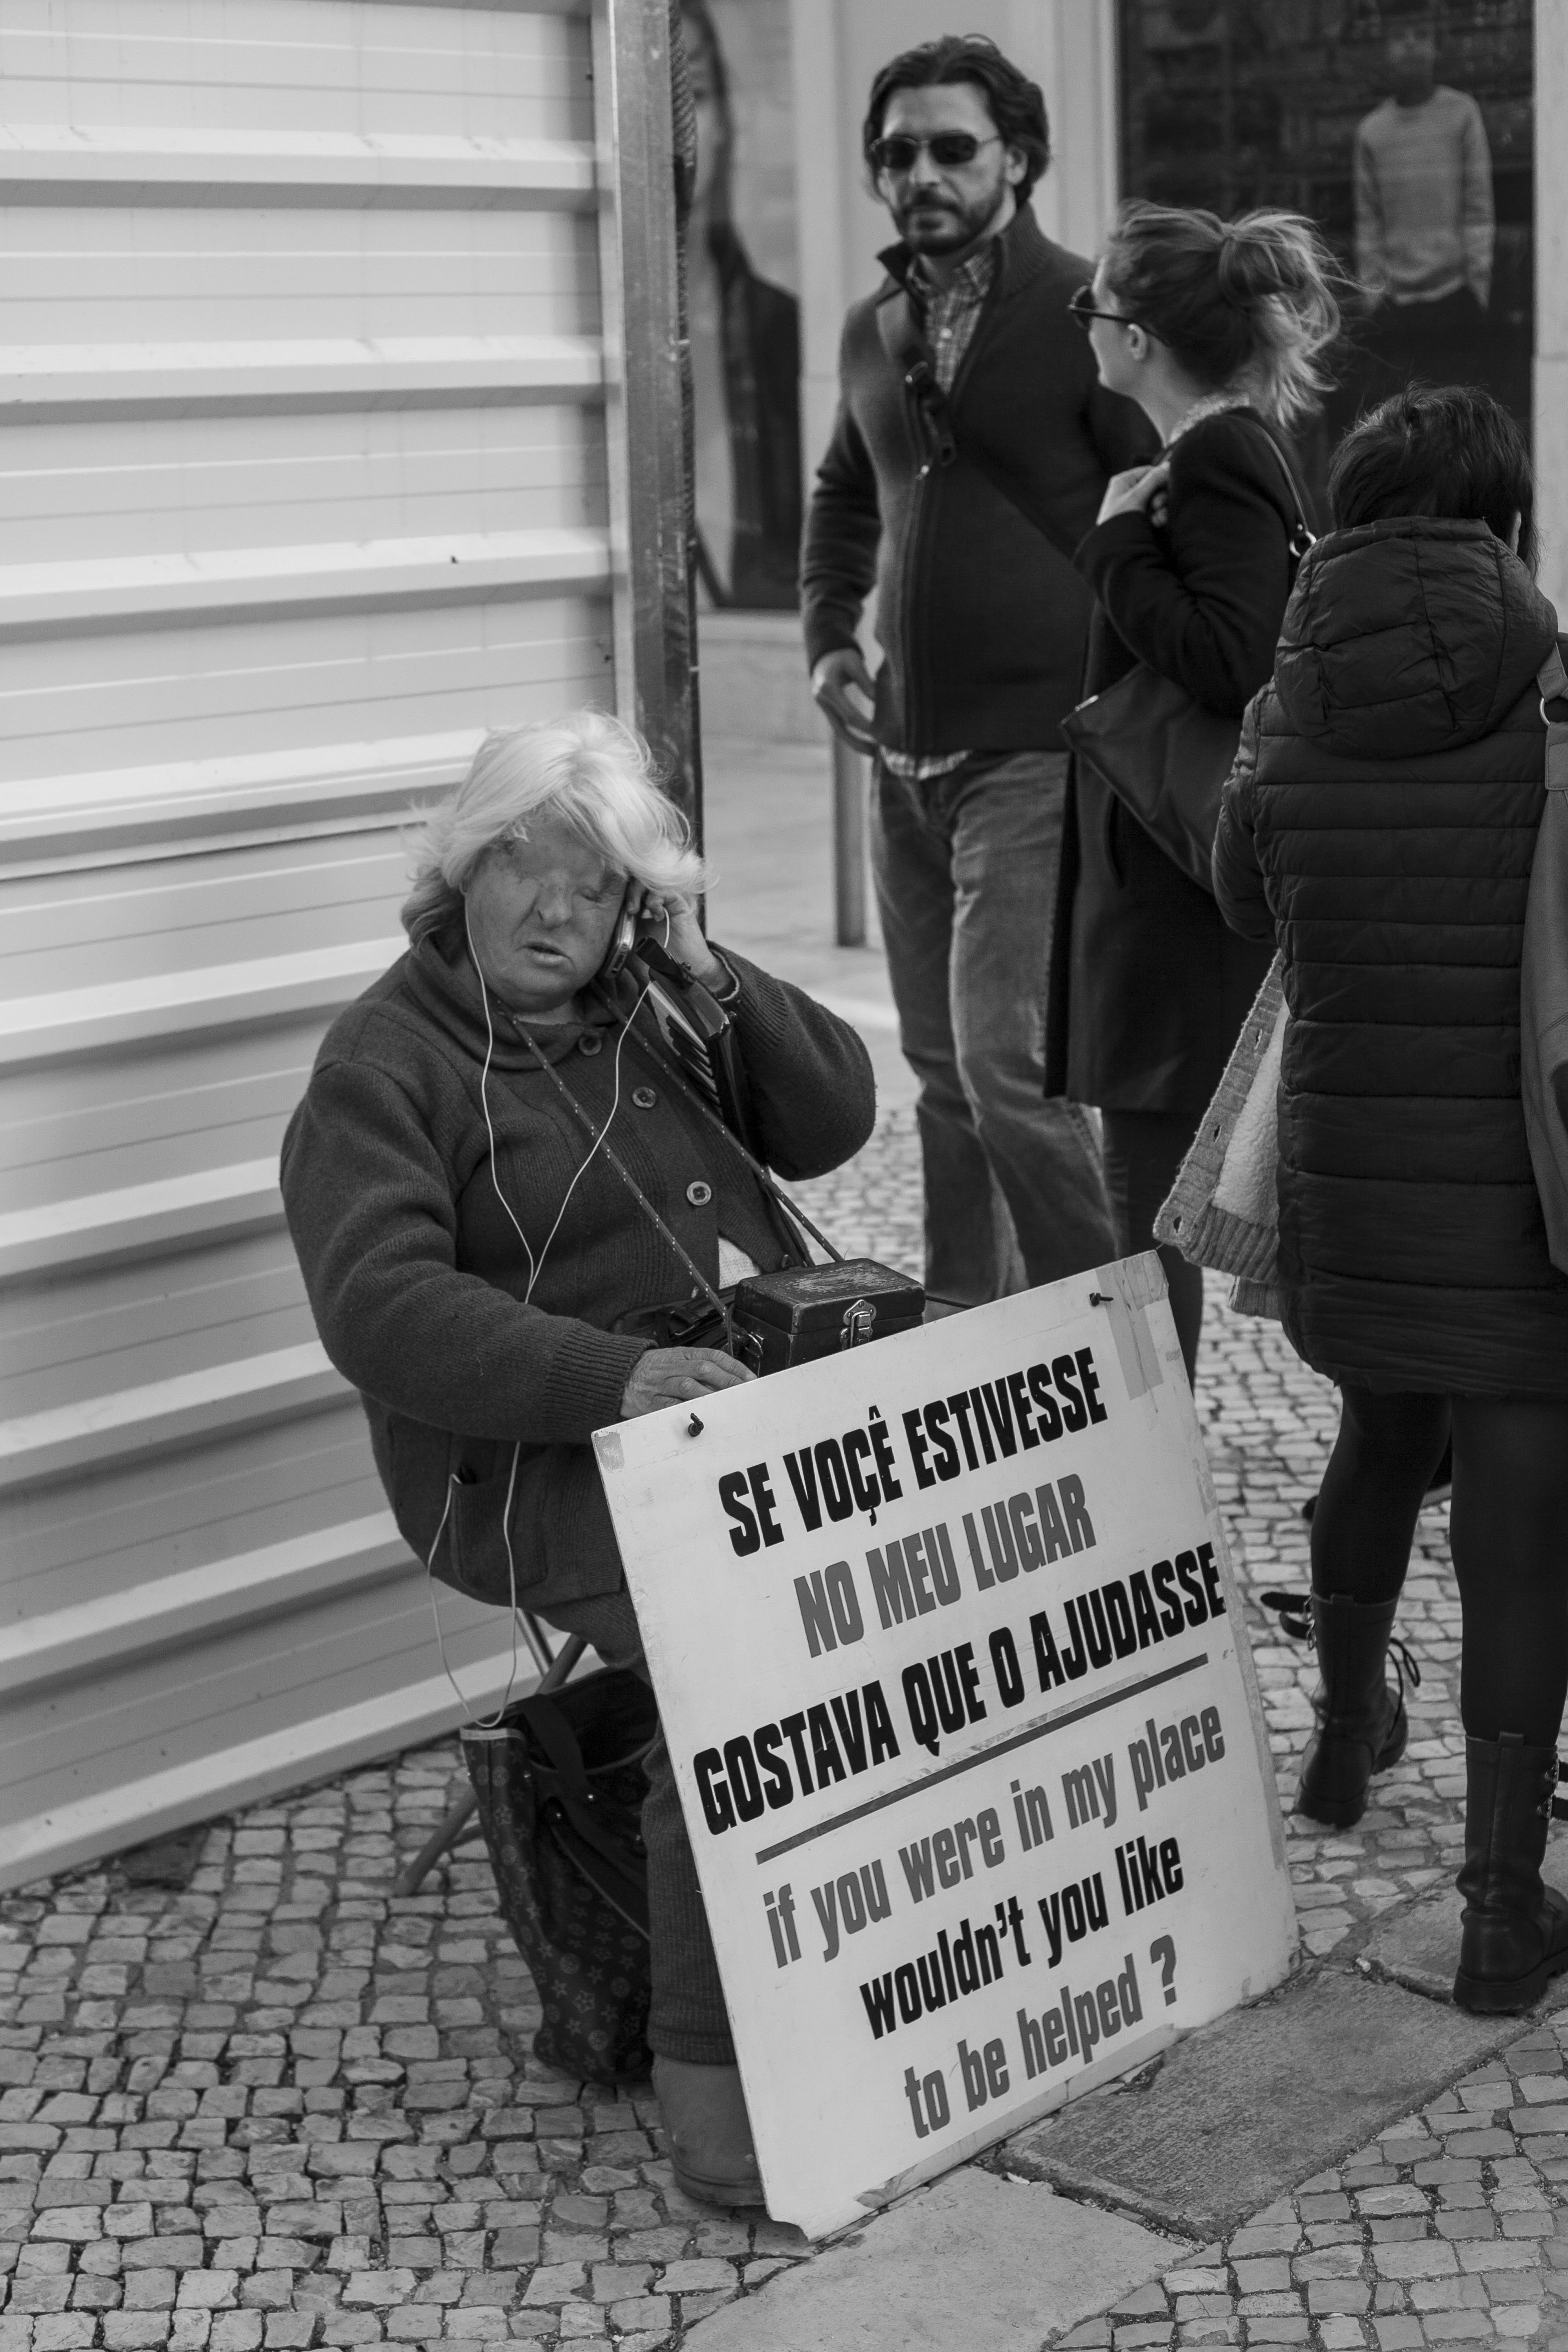 SE VOÇÊ ESTIVESSE
NO MEU LUGAR
GOSTAVA QUE O AJUDASSE
if you were in my place
wouldn't you like
to be helped ?